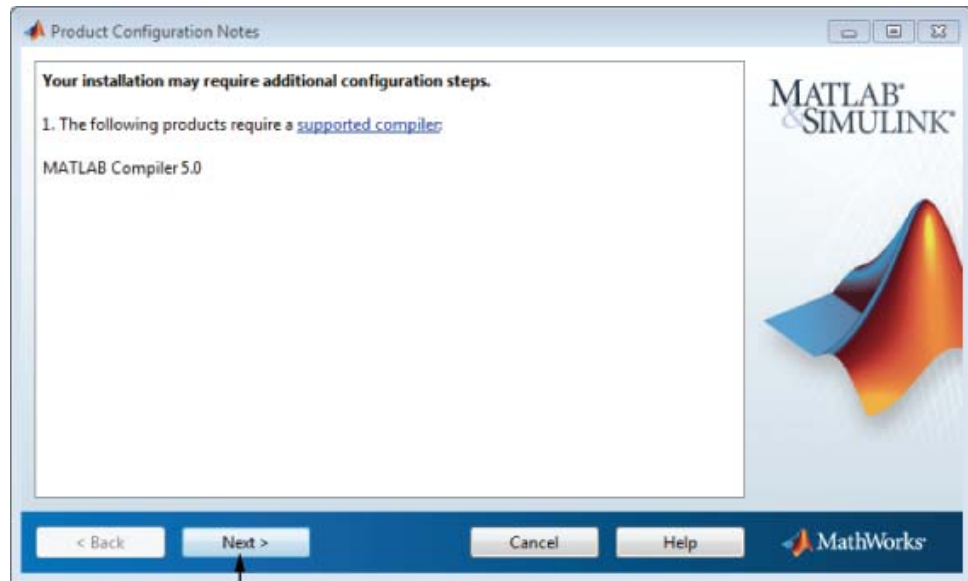 Product Configuration Notes
Your installation may require additional configuration steps.
1. The following products require a supported compiler:
MATLAB Compiler 5.0
MATLAB®
&SIMULINK®
< Back
Next >
Cancel
Help
MathWorks®